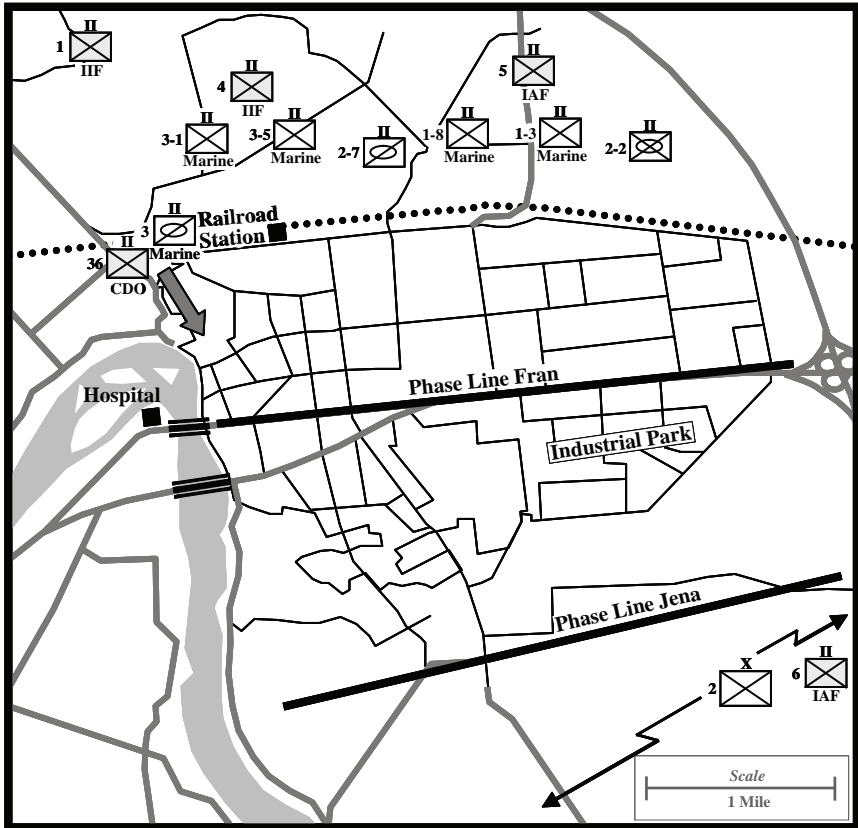 II
1
IIF
II
4
IIF
II
5
IAF
II
3-1
Marine
II
3-5
Marine
II
2-7
II
1-8
Marine
II
1-3
Marine
II
2-2
II
3
Marine
Railroad
Station
II
36
CDO
Hospital
Phase Line Fran
Industrial Park
Phase Line Jena
X
2
II
6
IAF
Scale
1 Mile